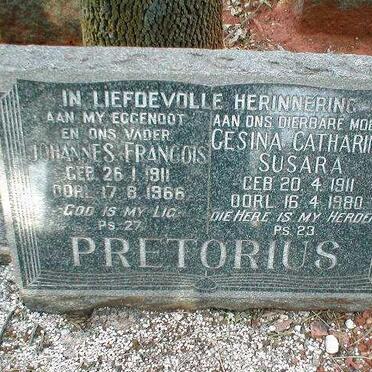 IN LIEFDEVOLLE HERINNERING
AAN MY EGGENOOT
EN ONS VADER
JOHANNES FRANCOIS
GEB. 26.1.1911
OORL. 17.8.1966
GOD IS MY LIG
PS. 27
AAN ONS DIERBARE MOE
GESINA CATHARIN
SUSARA
GEB 20.4.1911
OORL 16.4.1980
DIE HERE IS MY HERDER
PS. 23
PRETORIUS